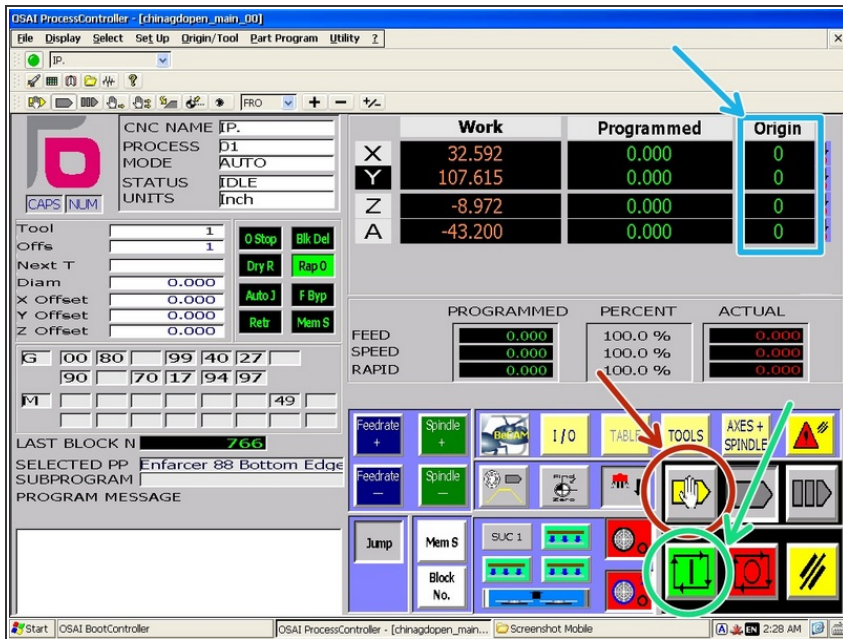 OSAI ProcessController - [chinagdopen_main_00]
File Display Select Set Up Origin/Tool Part Program Utility ?
IP.
FRO
CNC NAME IP.
PROCESS 01
MODE AUTO
STATUS IDLE
UNITS Inch
CAPS NUM
Work Programmed Origin
X 32.592 0.000 0
Y 107.615 0.000 0
Z -8.972 0.000 0
A -43.200 0.000 0
Tool 1
Offs 1
Next T
Diam 0.000
X Offset 0.000
Y Offset 0.000
Z Offset 0.000
0 Stop Blk Del
Dry R Rap 0
Auto J F Byp
Retr Mem S
PROGRAMMED PERCENT ACTUAL
FEED 0.000 100.0 % 0.000
SPEED 0.000 100.0 % 0.000
RAPID 0.000 100.0 % 0.000
G 00 80 99 40 27
90 70 17 94 97
M 49
LAST BLOCK N 766
SELECTED PP Enfarcer 88 Bottom Edge
SUBPROGRAM
PROGRAM MESSAGE
Feedrate + Spindle + I/O TABLE TOOLS AXES + SPINDLE
Feedrate - Spindle -
Jump Mem S SUC 1
Block No.
Start OSAI BootController OSAI ProcessController - [chinagdopen_main... Screenshot Mobile EN 2:28 AM